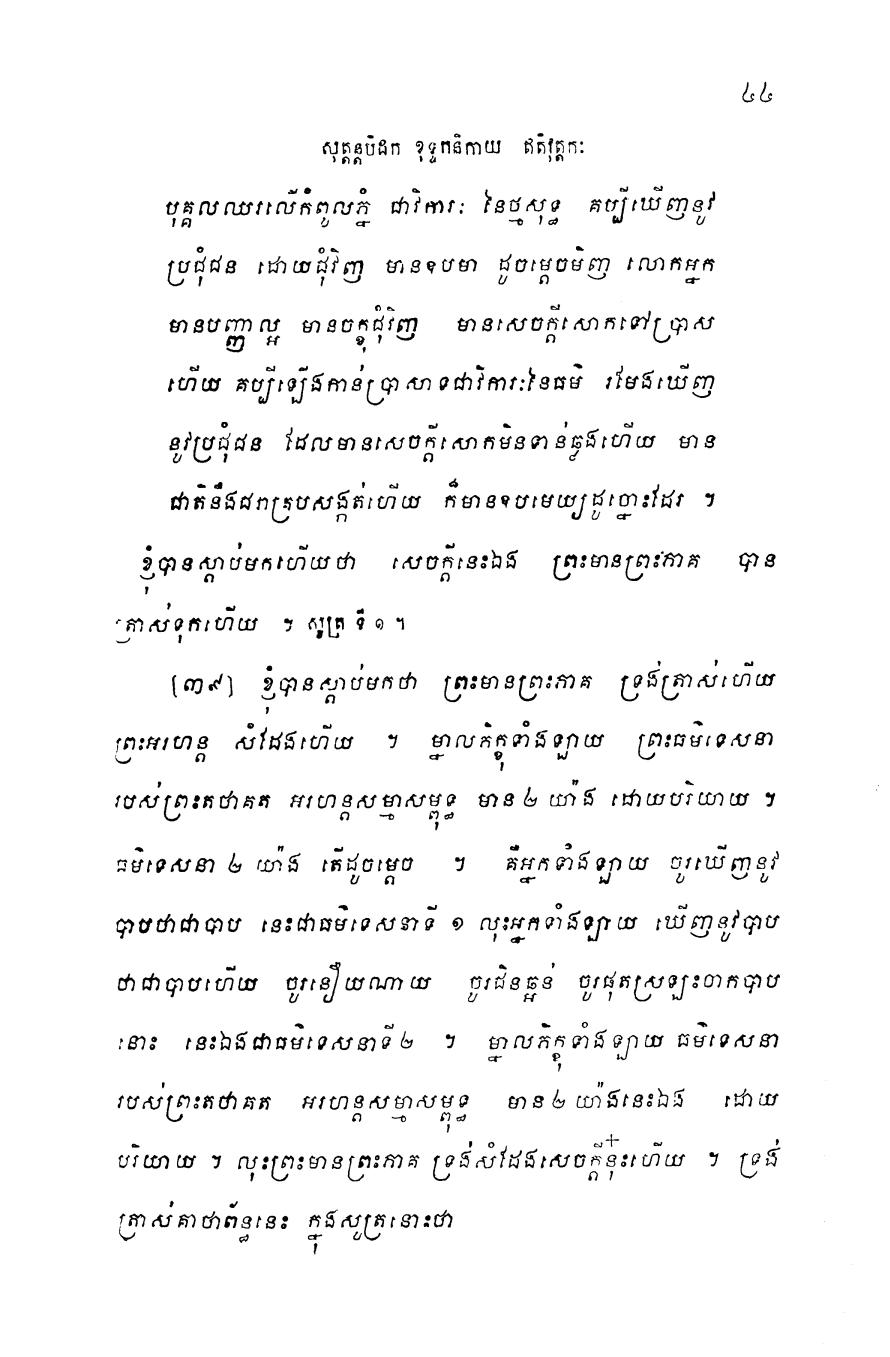 ៤៤
សុត្តន្តបិដក ខុទ្ទកនិកាយ ឥតិវុត្តកៈ
បុគ្គលឈរលើកំពូលភ្នំ ជាវិការៈ នៃថ្មសុទ្ធ គប្បីឃើញនូវ
ប្រជុំជន ដោយជុំវិញ មានឧបមា ដូចម្តេចមិញ លោកអ្នក
មានបញ្ញាល្អ មានចក្ខុជុំវិញ មានសេចក្តីសោកទៅប្រាស
ហើយ គប្បីឡើងកាន់ប្រាសាទជាវិការៈនៃធម៌ រមែងឃើញ
នូវប្រជុំជន ដែលមានសេចក្តីសោកមិនទាន់ឆ្លងហើយ មាន
ជាតិនឹងជរាគ្របសង្កត់ហើយ ក៏មានឧបមេយ្យដូច្នោះដែរ ។
ខ្ញុំបានស្តាប់មកហើយថា សេចក្តីនេះឯង ព្រះមានព្រះភាគ បាន
ត្រាស់ទុកហើយ ។ សូត្រ ទី ១ ។
[៣៩] ខ្ញុំបានស្តាប់មកថា ព្រះមានព្រះភាគ ទ្រង់ត្រាស់ហើយ
ព្រះអរហន្ត សំដែងហើយ ។ ម្នាលភិក្ខុទាំងឡាយ ព្រះធម៌ទេសនា
របស់ព្រះតថាគត អរហន្តសម្មាសម្ពុទ្ធ មាន ២ យ៉ាង ដោយបរិយាយ ។
ធម៌ទេសនា ២ យ៉ាង តើដូចម្តេច ។ គឺអ្នកទាំងឡាយ ចូរឃើញនូវ
បាបថាជាបាប នេះជាធម៌ទេសនាទី ១ លុះអ្នកទាំងឡាយ ឃើញនូវបាប
ថាជាបាបហើយ ចូរនឿយណាយ ចូរជិនឆ្អន់ ចូរផុតស្រឡះចាកបាប
នោះ នេះឯងជាធម៌ទេសនាទី ២ ។ ម្នាលភិក្ខុទាំងឡាយ ធម៌ទេសនា
របស់ព្រះតថាគត អរហន្តសម្មាសម្ពុទ្ធ មាន ២ យ៉ាងនេះឯង ដោយ
បរិយាយ ។ លុះព្រះមានព្រះភាគ ទ្រង់សំដែងសេចក្តីនុ៎ះហើយ ។ ទ្រង់
ត្រាស់គាថាព័ន្ធនេះ ក្នុងសូត្រនោះថា